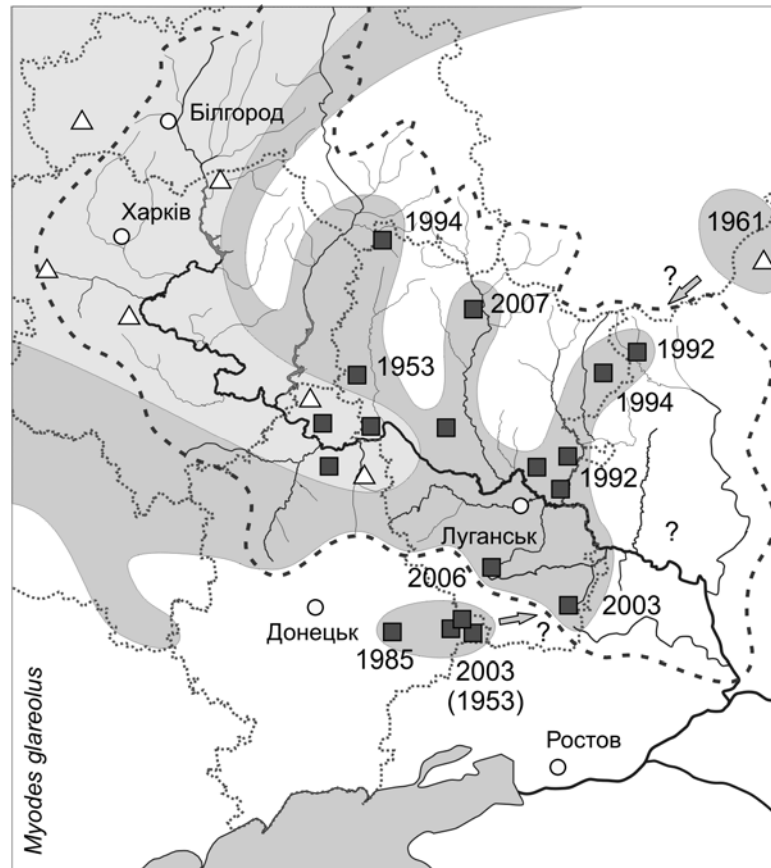 Білгород
Харків
1994
1961
?
2007
1992
1953
1994
1992
Луганськ
?
2006
2003
Донецьк
?
1985
2003
(1953)
Ростов
Myodes glareolus